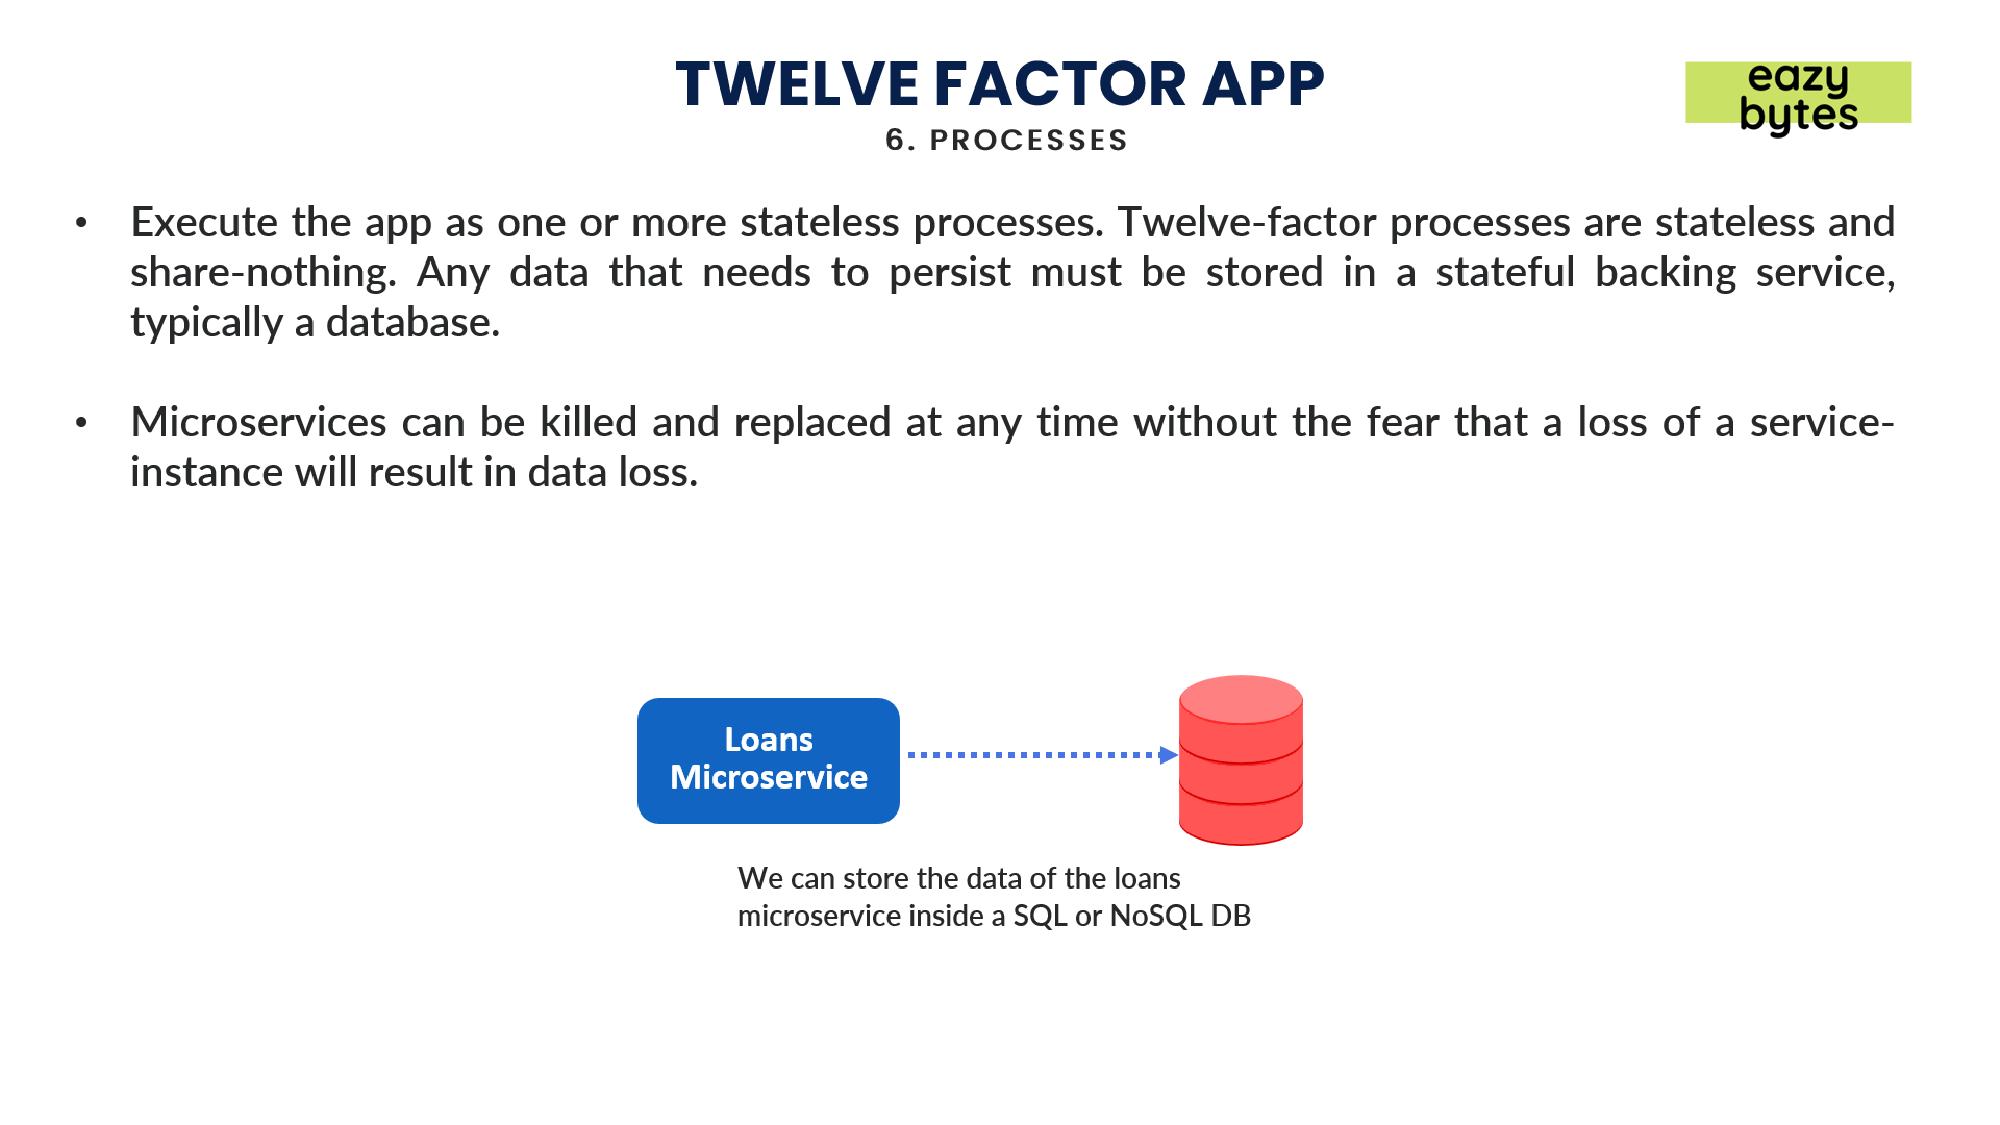 TWELVE FACTOR APP
6. PROCESSES
eazy
bytes
• Execute the app as one or more stateless processes. Twelve-factor processes are stateless and
share-nothing. Any data that needs to persist must be stored in a stateful backing service,
typically a database.
• Microservices can be killed and replaced at any time without the fear that a loss of a service-
instance will result in data loss.
Loans
Microservice
We can store the data of the loans
microservice inside a SQL or NoSQL DB